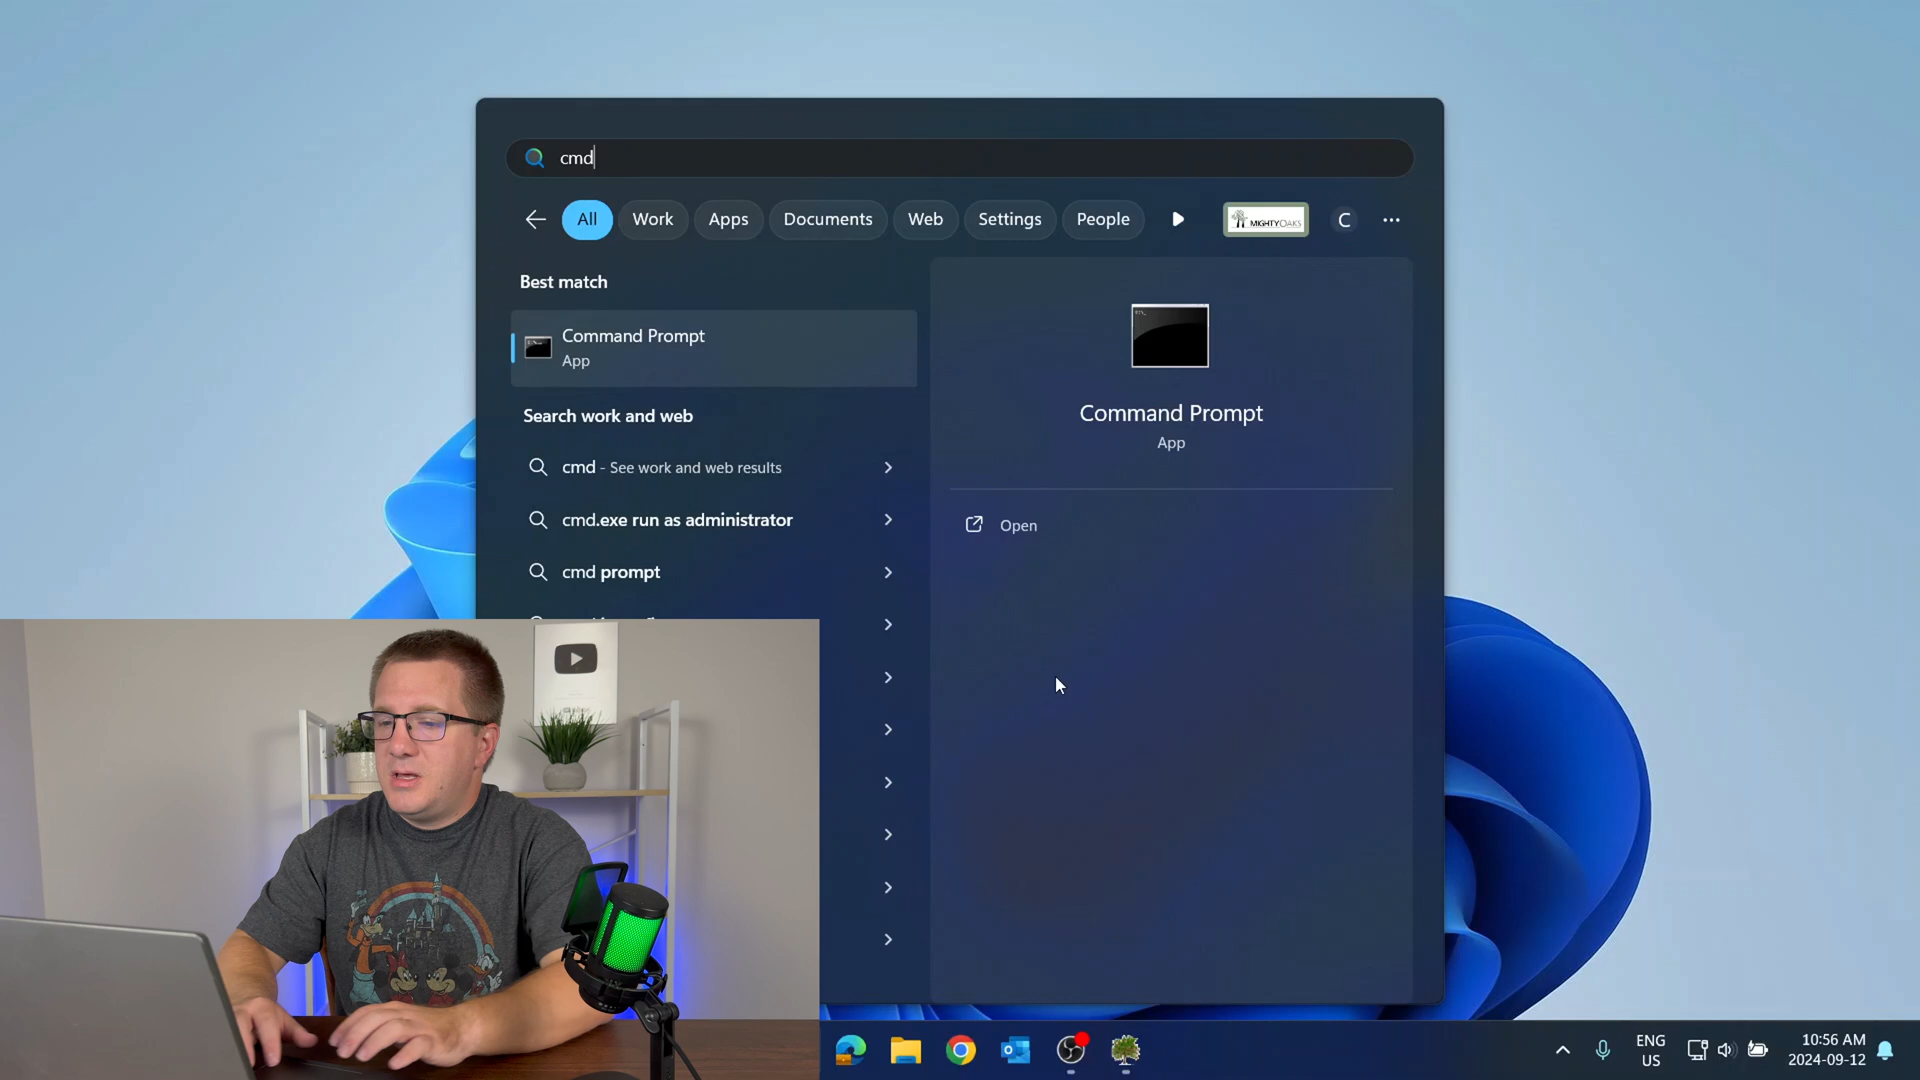 cmd
All
Work
Apps
Documents
Web
Settings
People
MIGHTYOAKS
C
Best match
Command Prompt
App
Search work and web
cmd - See work and web results
cmd.exe run as administrator
cmd prompt
Command Prompt
App
Open
ENG
US
10:56 AM
2024-09-12